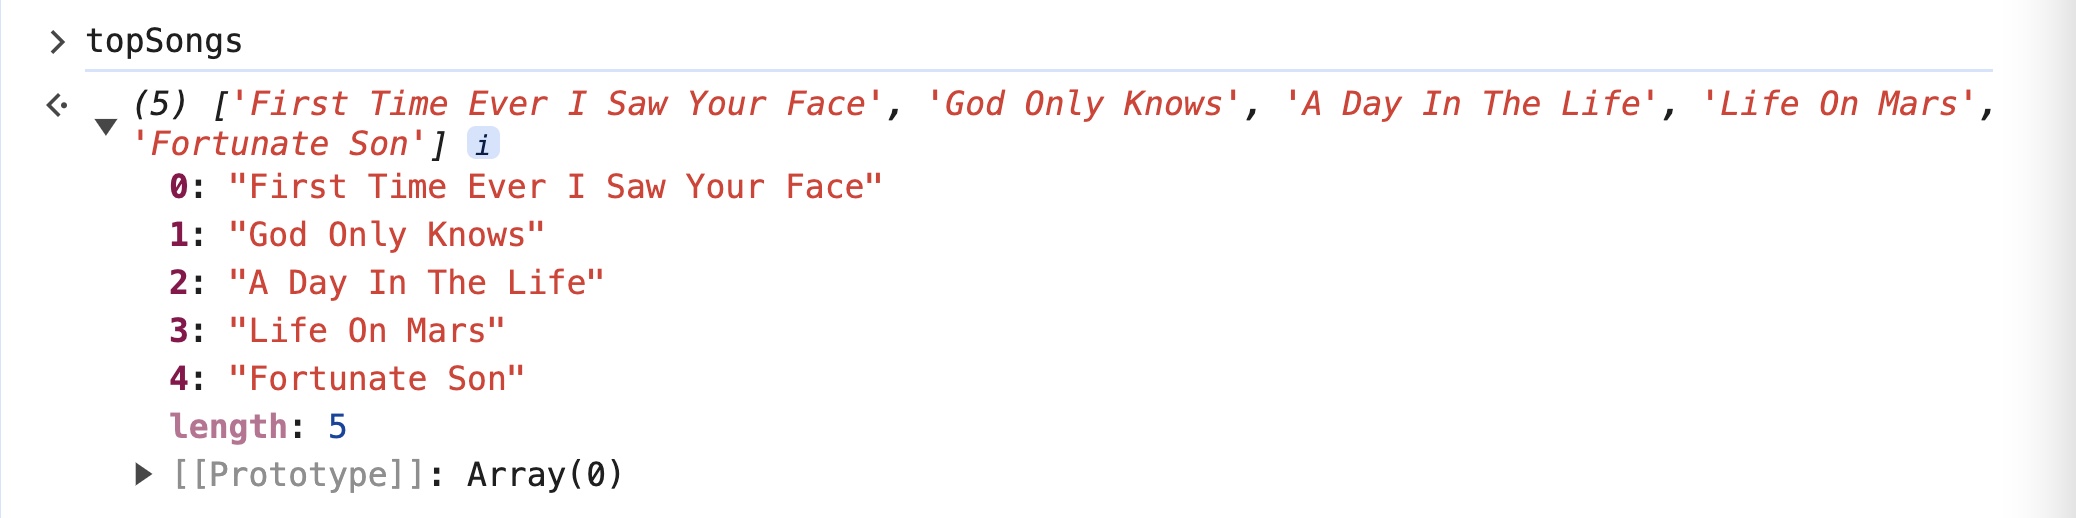 > topSongs
(5) ['First Time Ever I Saw Your Face', 'God Only Knows', 'A Day In The Life', 'Life On Mars',
'Fortunate Son'] i
0: "First Time Ever I Saw Your Face"
1: "God Only Knows"
2: "A Day In The Life"
3: "Life On Mars"
4: "Fortunate Son"
length: 5
[[Prototype]]: Array(0)